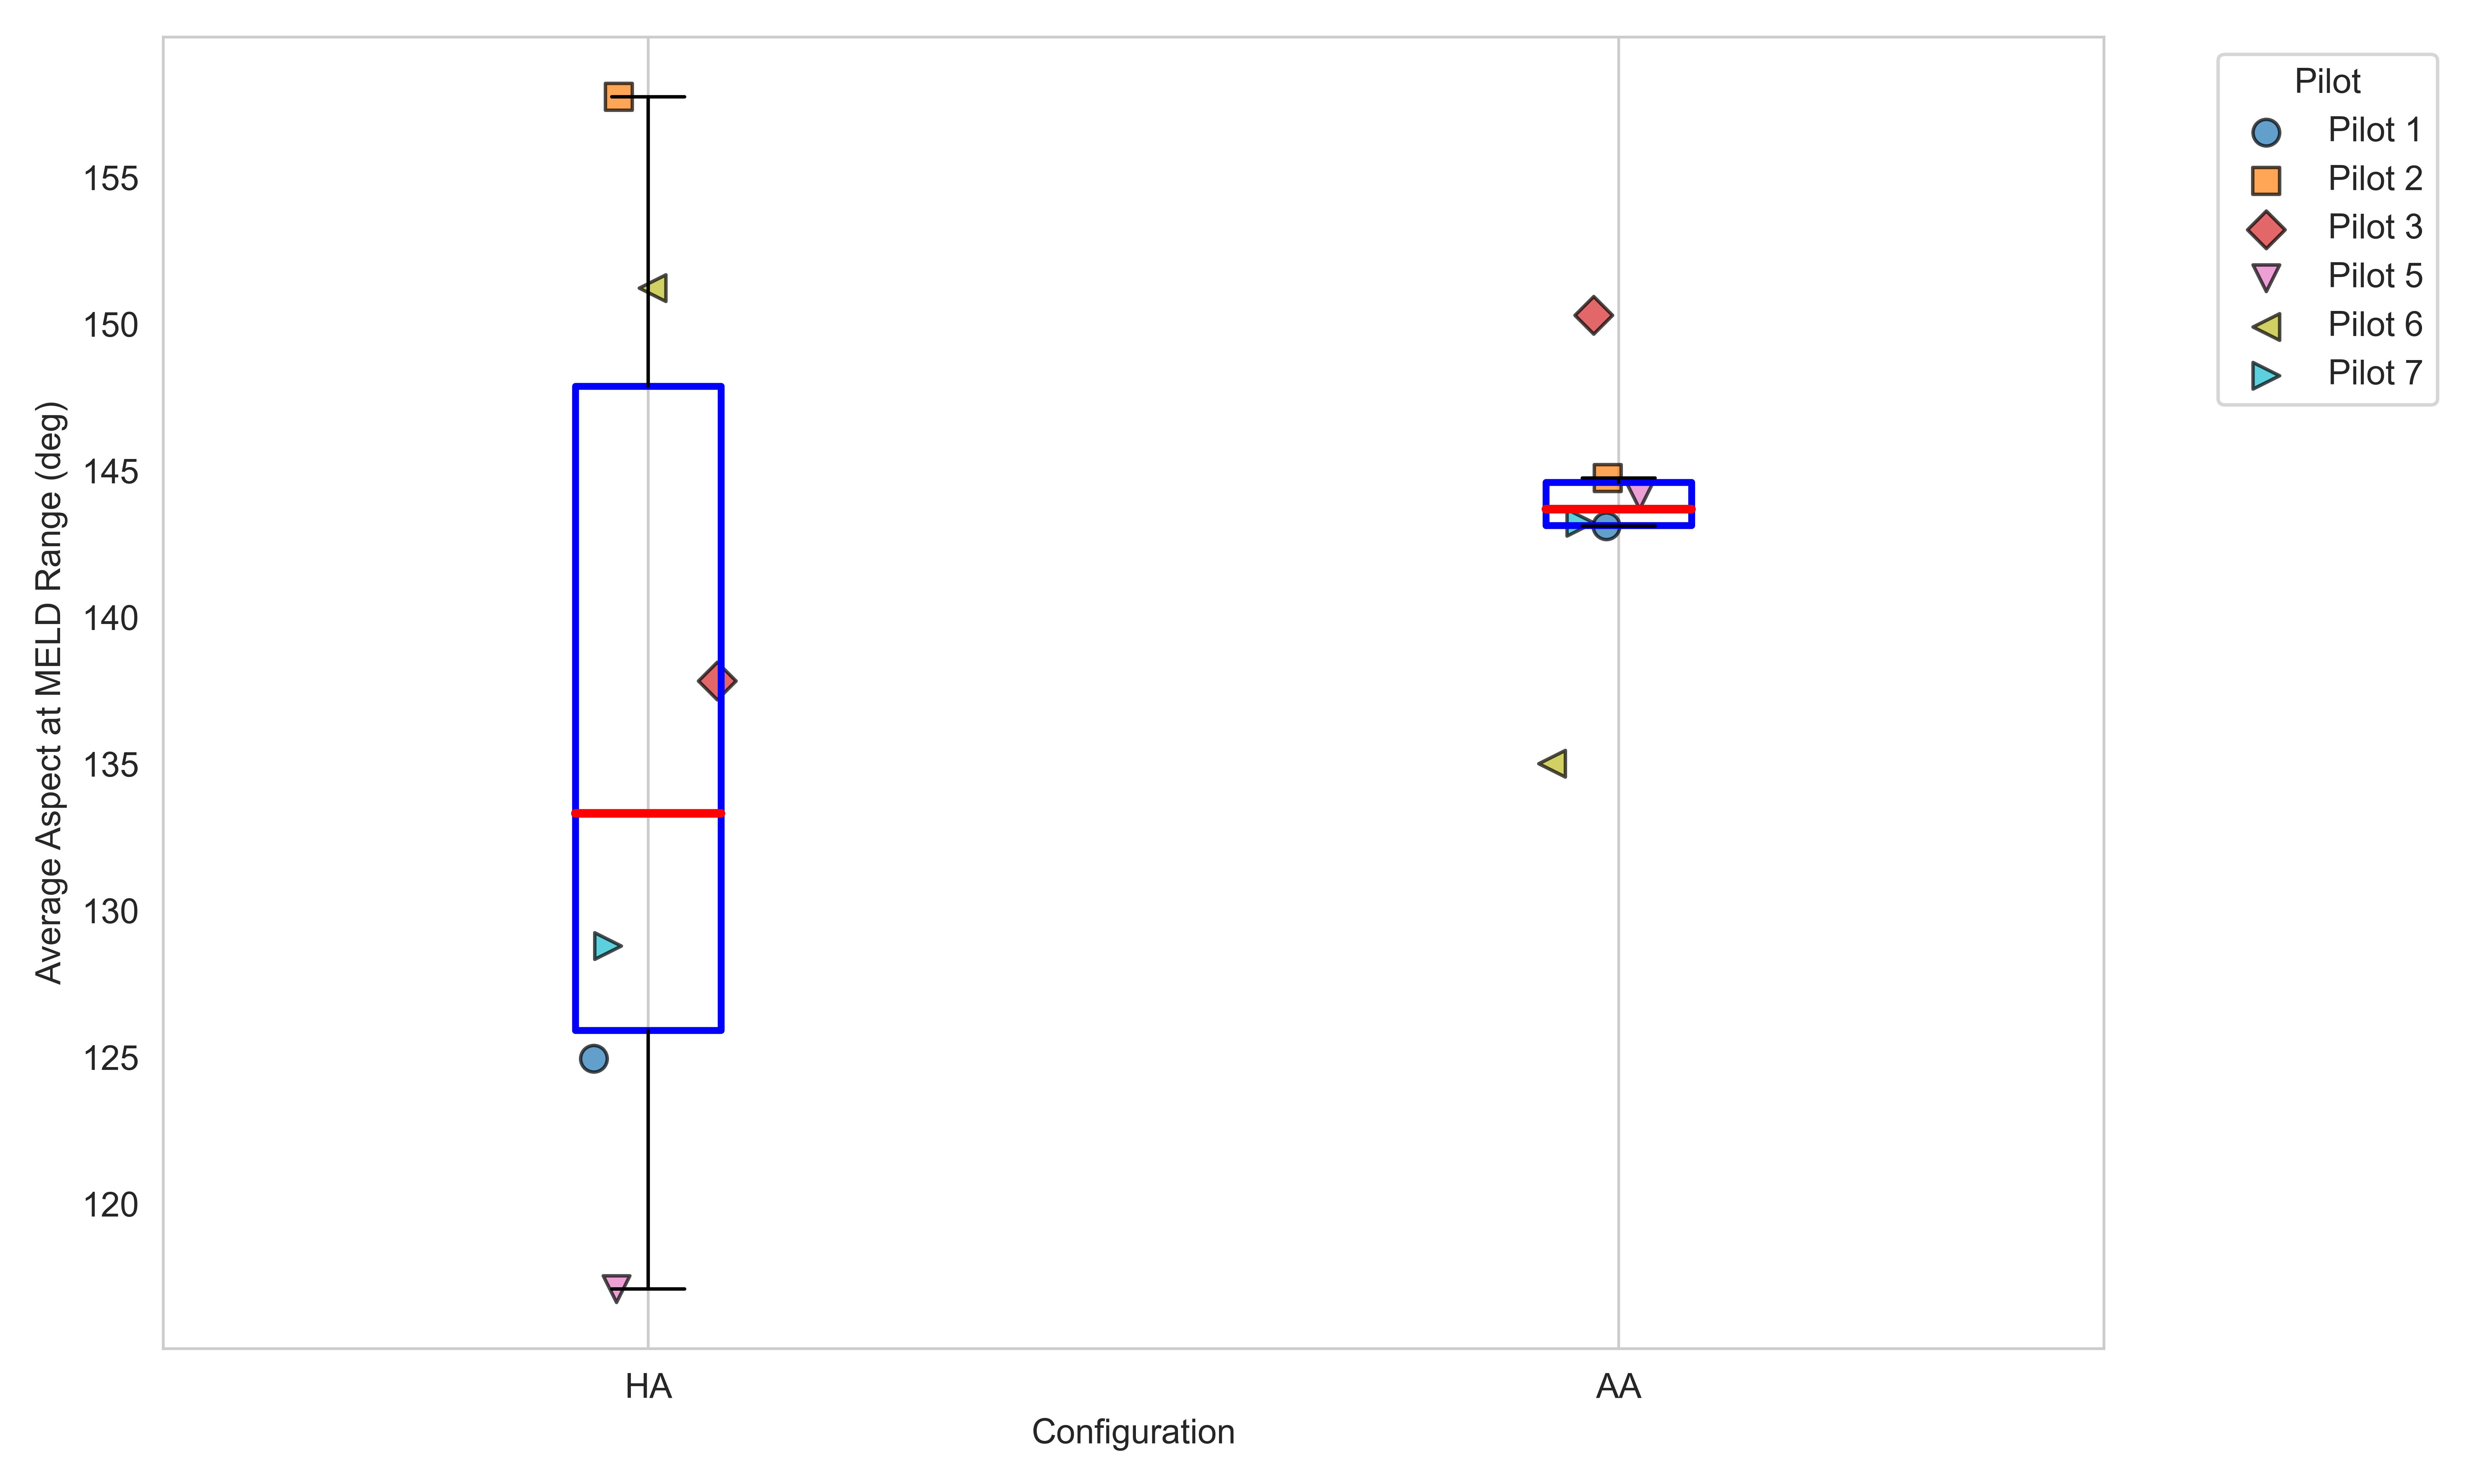 Average Aspect at MELD Range (deg)
155
150
145
140
135
130
125
120
HA
AA
Configuration
Pilot
Pilot 1
Pilot 2
Pilot 3
Pilot 5
Pilot 6
Pilot 7